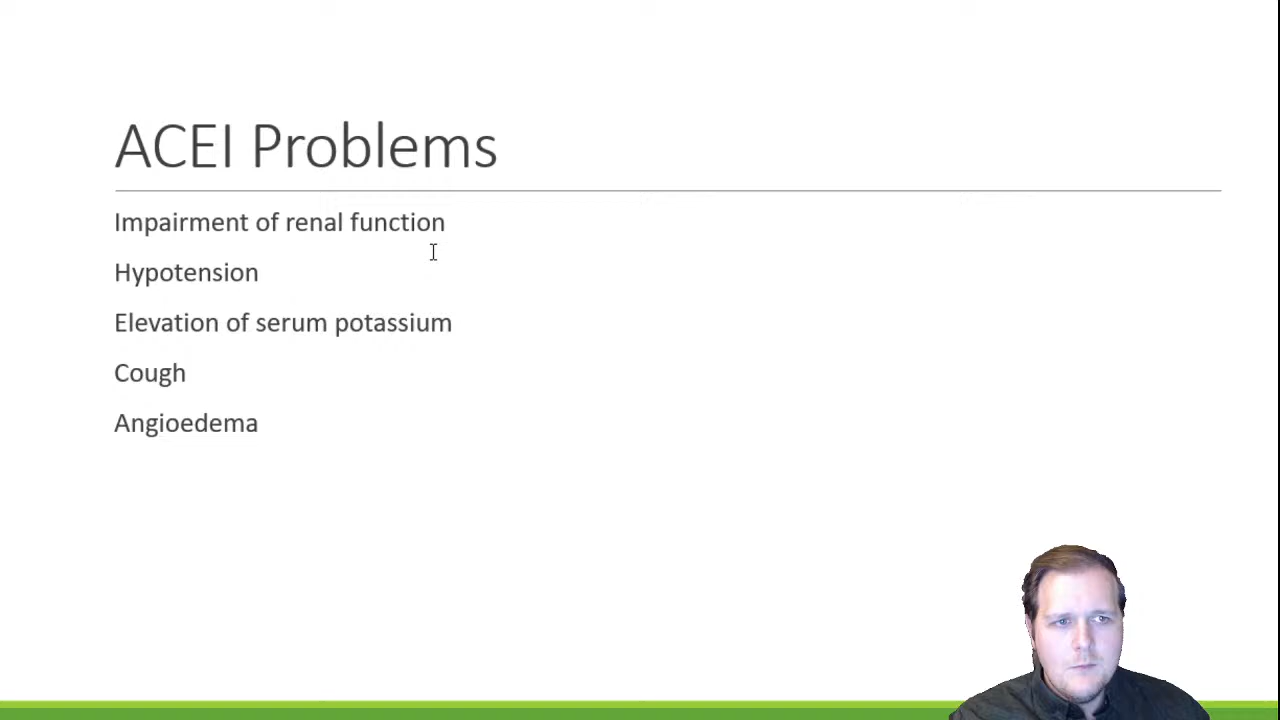 ACEI Problems
Impairment of renal function
Hypotension
Elevation of serum potassium
Cough
Angioedema